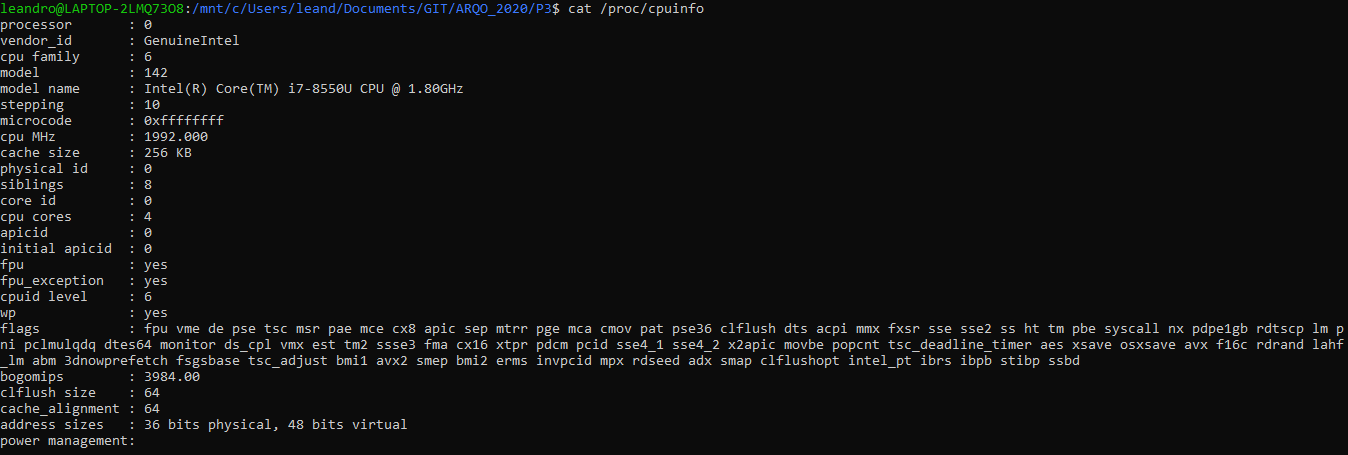 leandro@LAPTOP-2LMQ73O8:/mnt/c/Users/leand/Documents/GIT/ARQO_2020/P3$ cat /proc/cpuinfo
processor       : 0
vendor_id       : GenuineIntel
cpu family      : 6
model           : 142
model name      : Intel(R) Core(TM) i7-8550U CPU @ 1.80GHz
stepping        : 10
microcode       : 0xffffffff
cpu MHz         : 1992.000
cache size      : 256 KB
physical id     : 0
siblings        : 8
core id         : 0
cpu cores       : 4
apicid          : 0
initial apicid  : 0
fpu             : yes
fpu_exception   : yes
cpuid level     : 6
wp              : yes
flags           : fpu vme de pse tsc msr pae mce cx8 apic sep mtrr pge mca cmov pat pse36 clflush dts acpi mmx fxsr sse sse2 ss ht tm pbe syscall nx pdpe1gb rdtscp lm p
ni pclmulqdq dtes64 monitor ds_cpl vmx est tm2 ssse3 fma cx16 xtpr pdcm pcid sse4_1 sse4_2 x2apic movbe popcnt tsc_deadline_timer aes xsave osxsave avx f16c rdrand lahf
_lm abm 3dnowprefetch fsgsbase tsc_adjust bmi1 avx2 smep bmi2 erms invpcid mpx rdseed adx smap clflushopt intel_pt ibrs ibpb stibp ssbd
bogomips        : 3984.00
clflush size    : 64
cache_alignment : 64
address sizes   : 36 bits physical, 48 bits virtual
power management: